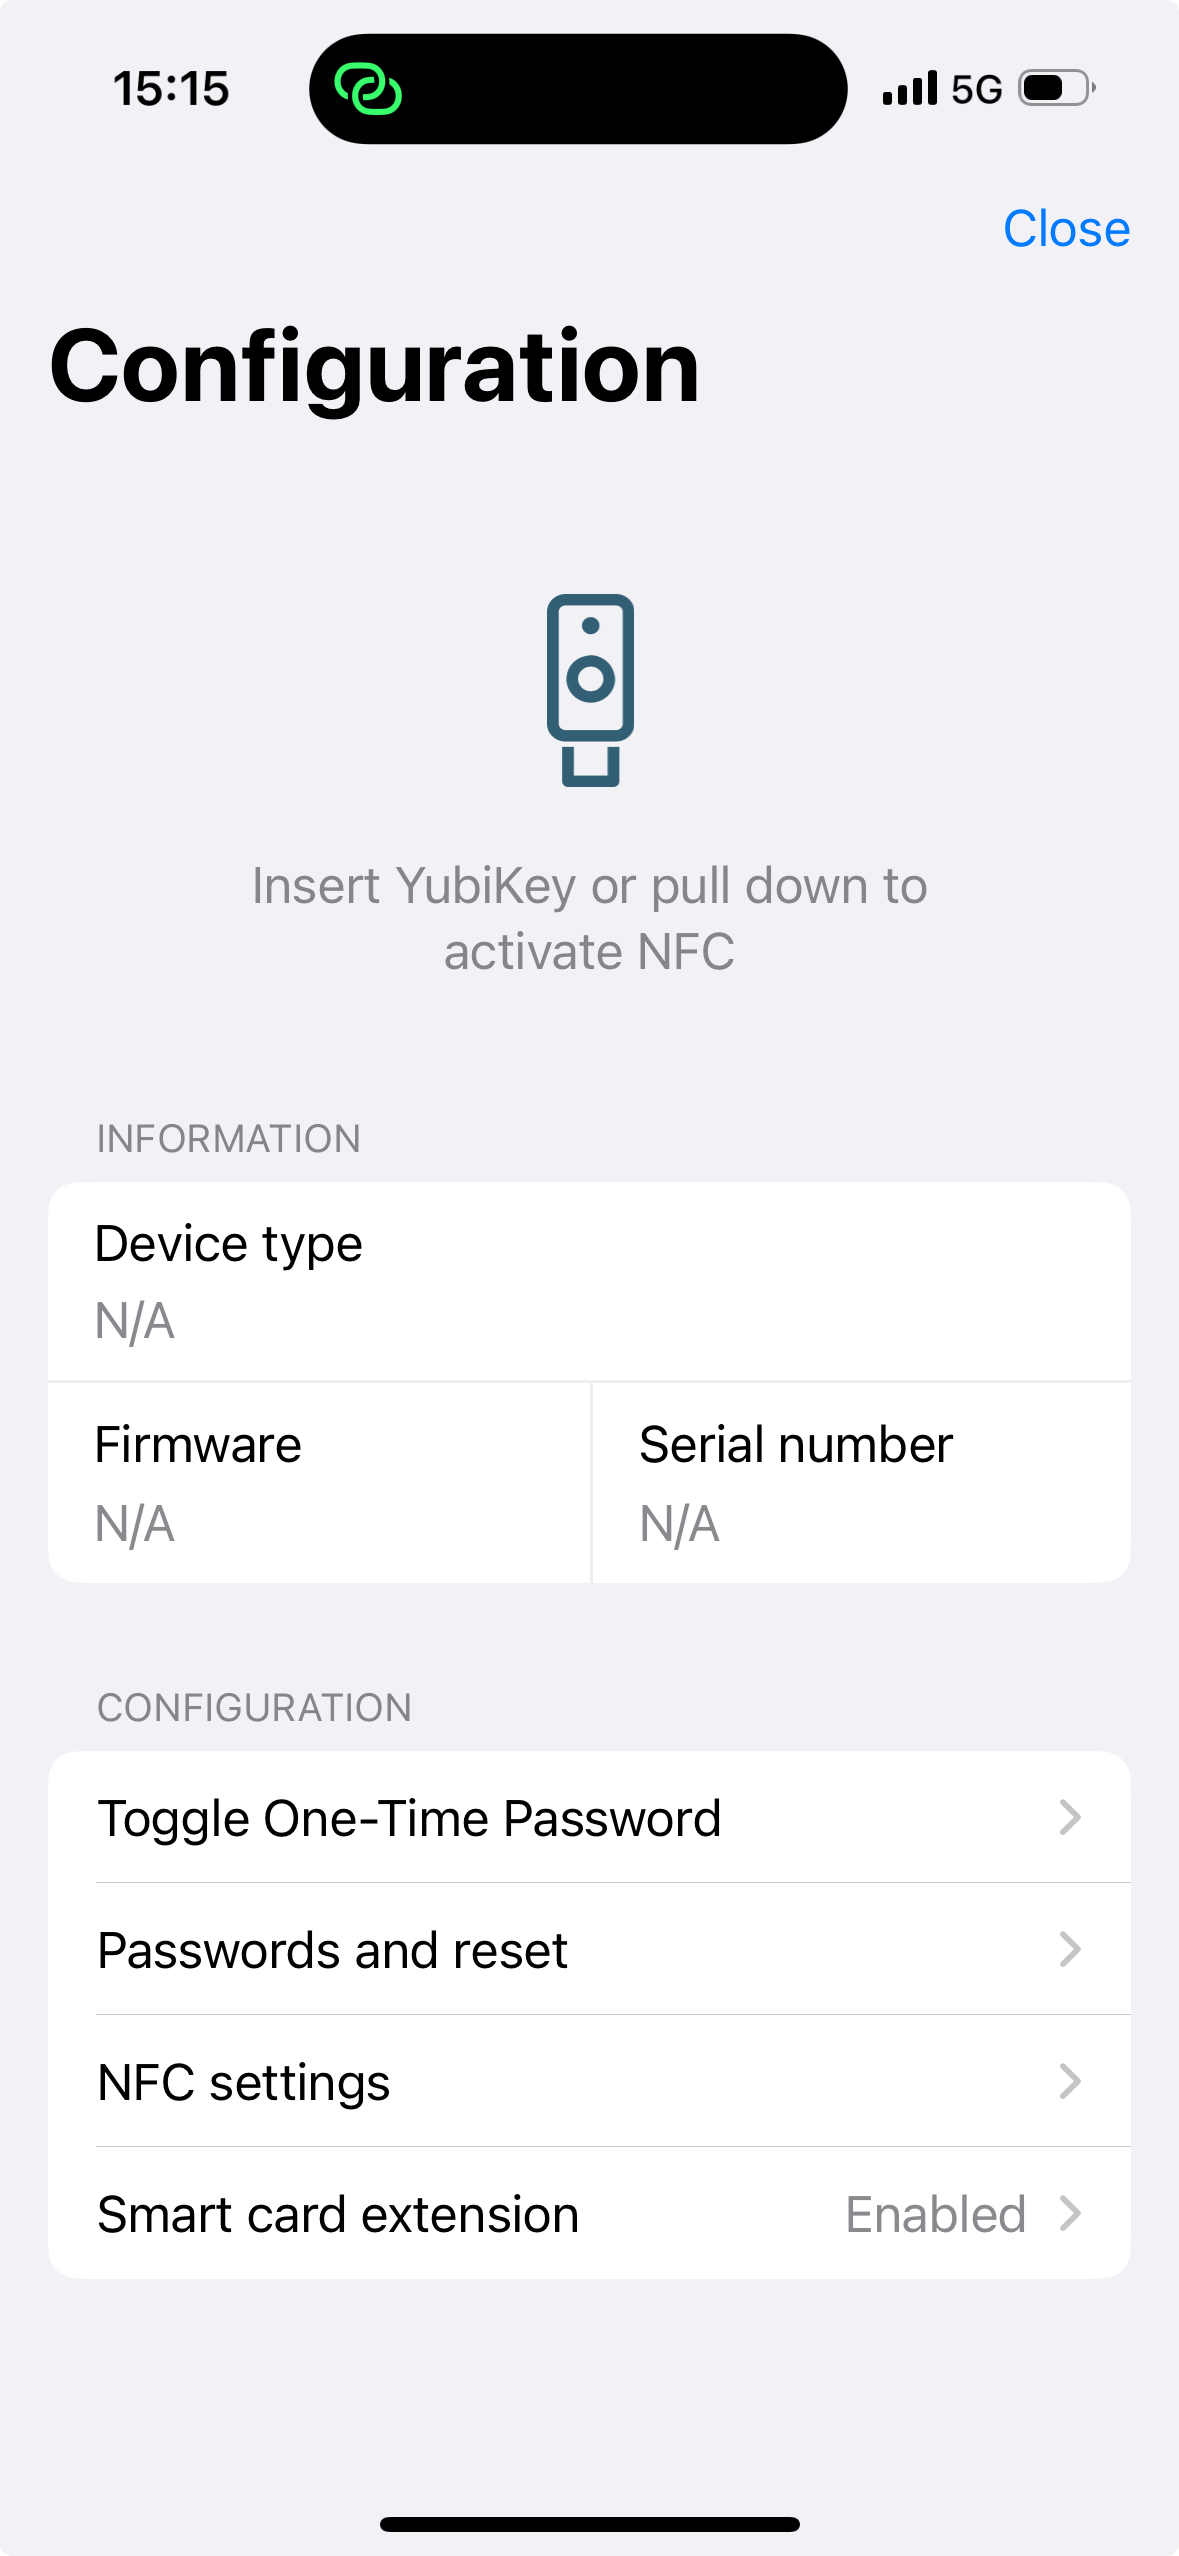 15:15
5G
Close
Configuration
Insert YubiKey or pull down to
activate NFC
INFORMATION
Device type
N/A
Firmware
N/A
Serial number
N/A
CONFIGURATION
Toggle One-Time Password
Passwords and reset
NFC settings
Smart card extension Enabled